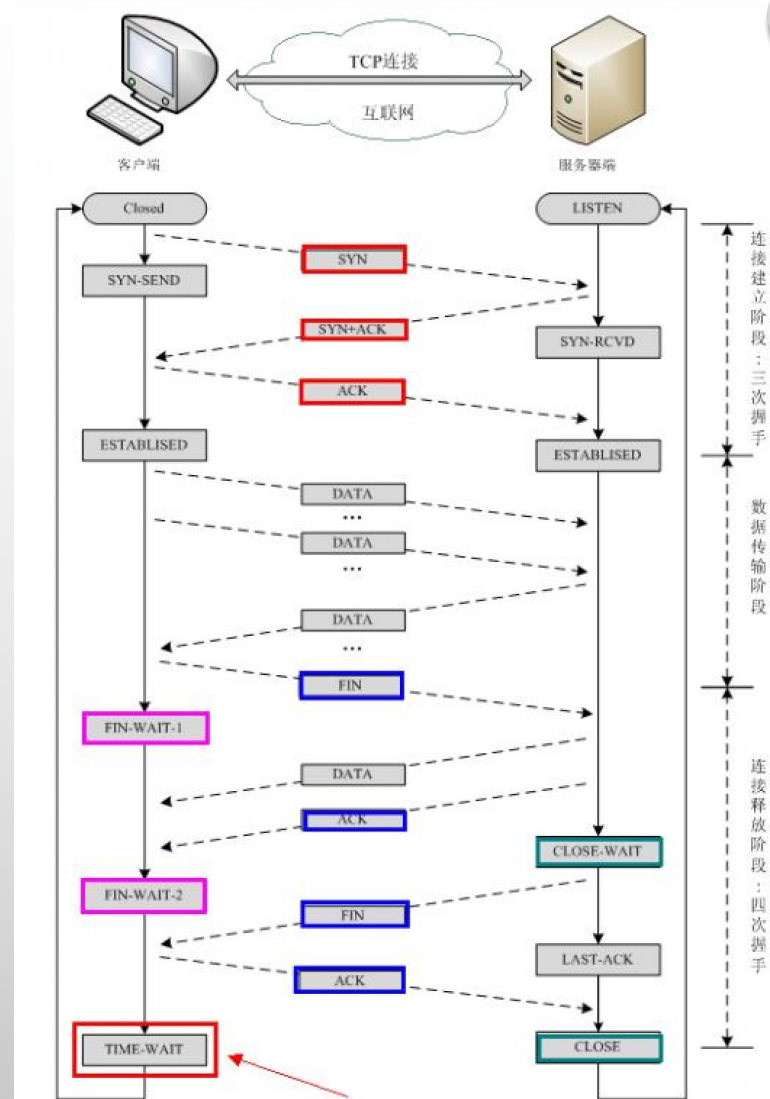 TCP连接
互联网
客户端
服务器端
Closed
LISTEN
SYN
SYN-SEND
SYN+ACK
SYN-RCVD
ACK
ESTABLISED
ESTABLISED
连接建立阶段：三次握手
DATA
...
DATA
...
DATA
...
数据传输阶段
FIN
FIN-WAIT-1
DATA
ACK
CLOSE-WAIT
FIN-WAIT-2
FIN
LAST-ACK
ACK
TIME-WAIT
CLOSE
连接释放阶段：四次握手